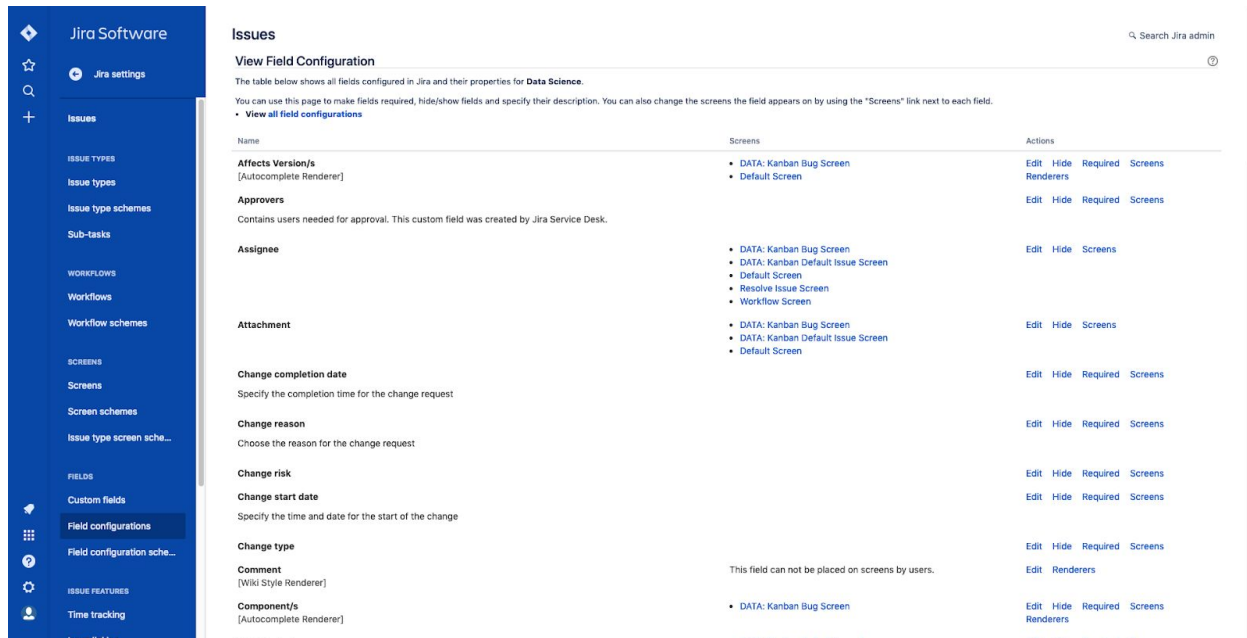 Jira Software
Jira settings
Issues
ISSUE TYPES
Issue types
Issue type schemes
Sub-tasks
WORKFLOWS
Workflows
Workflow schemes
SCREENS
Screens
Screen schemes
Issue type screen sche...
FIELDS
Custom fields
Field configurations
Field configuration sche...
ISSUE FEATURES
Time tracking
Issues
Search Jira admin
View Field Configuration
The table below shows all fields configured in Jira and their properties for Data Science.
You can use this page to make fields required, hide/show fields and specify their description. You can also change the screens the field appears on by using the "Screens" link next to each field.
• View all field configurations
Name Screens Actions
Affects Version/s • DATA: Kanban Bug Screen Edit Hide Required Screens
[Autocomplete Renderer] • Default Screen Renderers
Approvers Edit Hide Required Screens
Contains users needed for approval. This custom field was created by Jira Service Desk.
Assignee • DATA: Kanban Bug Screen Edit Hide Screens
• DATA: Kanban Default Issue Screen
• Default Screen
• Resolve Issue Screen
• Workflow Screen
Attachment • DATA: Kanban Bug Screen Edit Hide Screens
• DATA: Kanban Default Issue Screen
• Default Screen
Change completion date Edit Hide Required Screens
Specify the completion time for the change request
Change reason Edit Hide Required Screens
Choose the reason for the change request
Change risk Edit Hide Required Screens
Change start date Edit Hide Required Screens
Specify the time and date for the start of the change
Change type Edit Hide Required Screens
Comment This field can not be placed on screens by users. Edit Renderers
[Wiki Style Renderer]
Component/s • DATA: Kanban Bug Screen Edit Hide Required Screens
[Autocomplete Renderer] Renderers